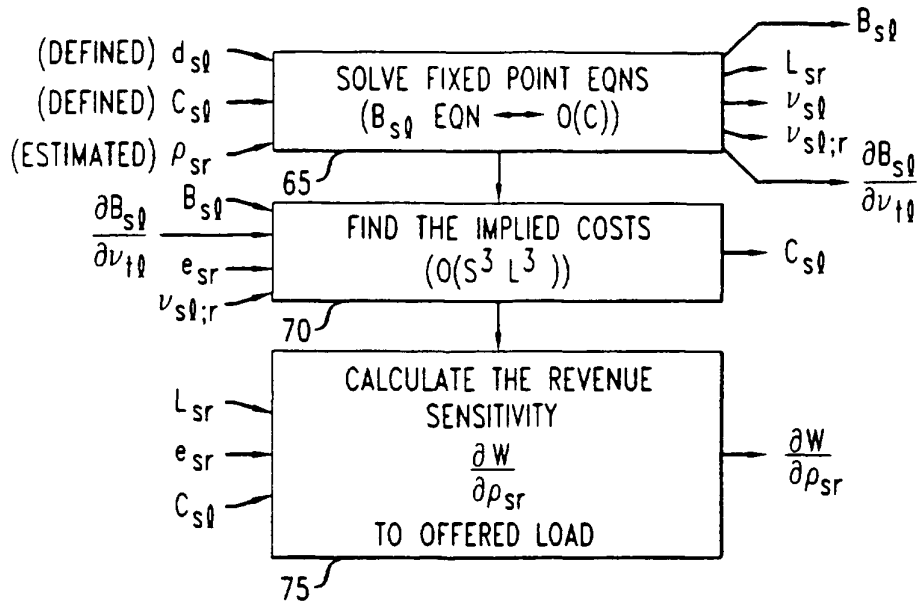 (DEFINED) d_sℓ
(DEFINED) C_sℓ
(ESTIMATED) ρ_sr
SOLVE FIXED POINT EQNS
(B_sℓ EQN ↔ O(C))
65
B_sℓ
L_sr
ν_sℓ
ν_sℓ;r
∂B_sℓ
∂ν_tℓ
B_sℓ
∂B_sℓ
∂ν_tℓ
e_sr
ν_sℓ;r
FIND THE IMPLIED COSTS
(O(S³ L³ ))
70
C_sℓ
L_sr
e_sr
C_sℓ
CALCULATE THE REVENUE
SENSITIVITY
∂W
∂ρ_sr
TO OFFERED LOAD
75
∂W
∂ρ_sr